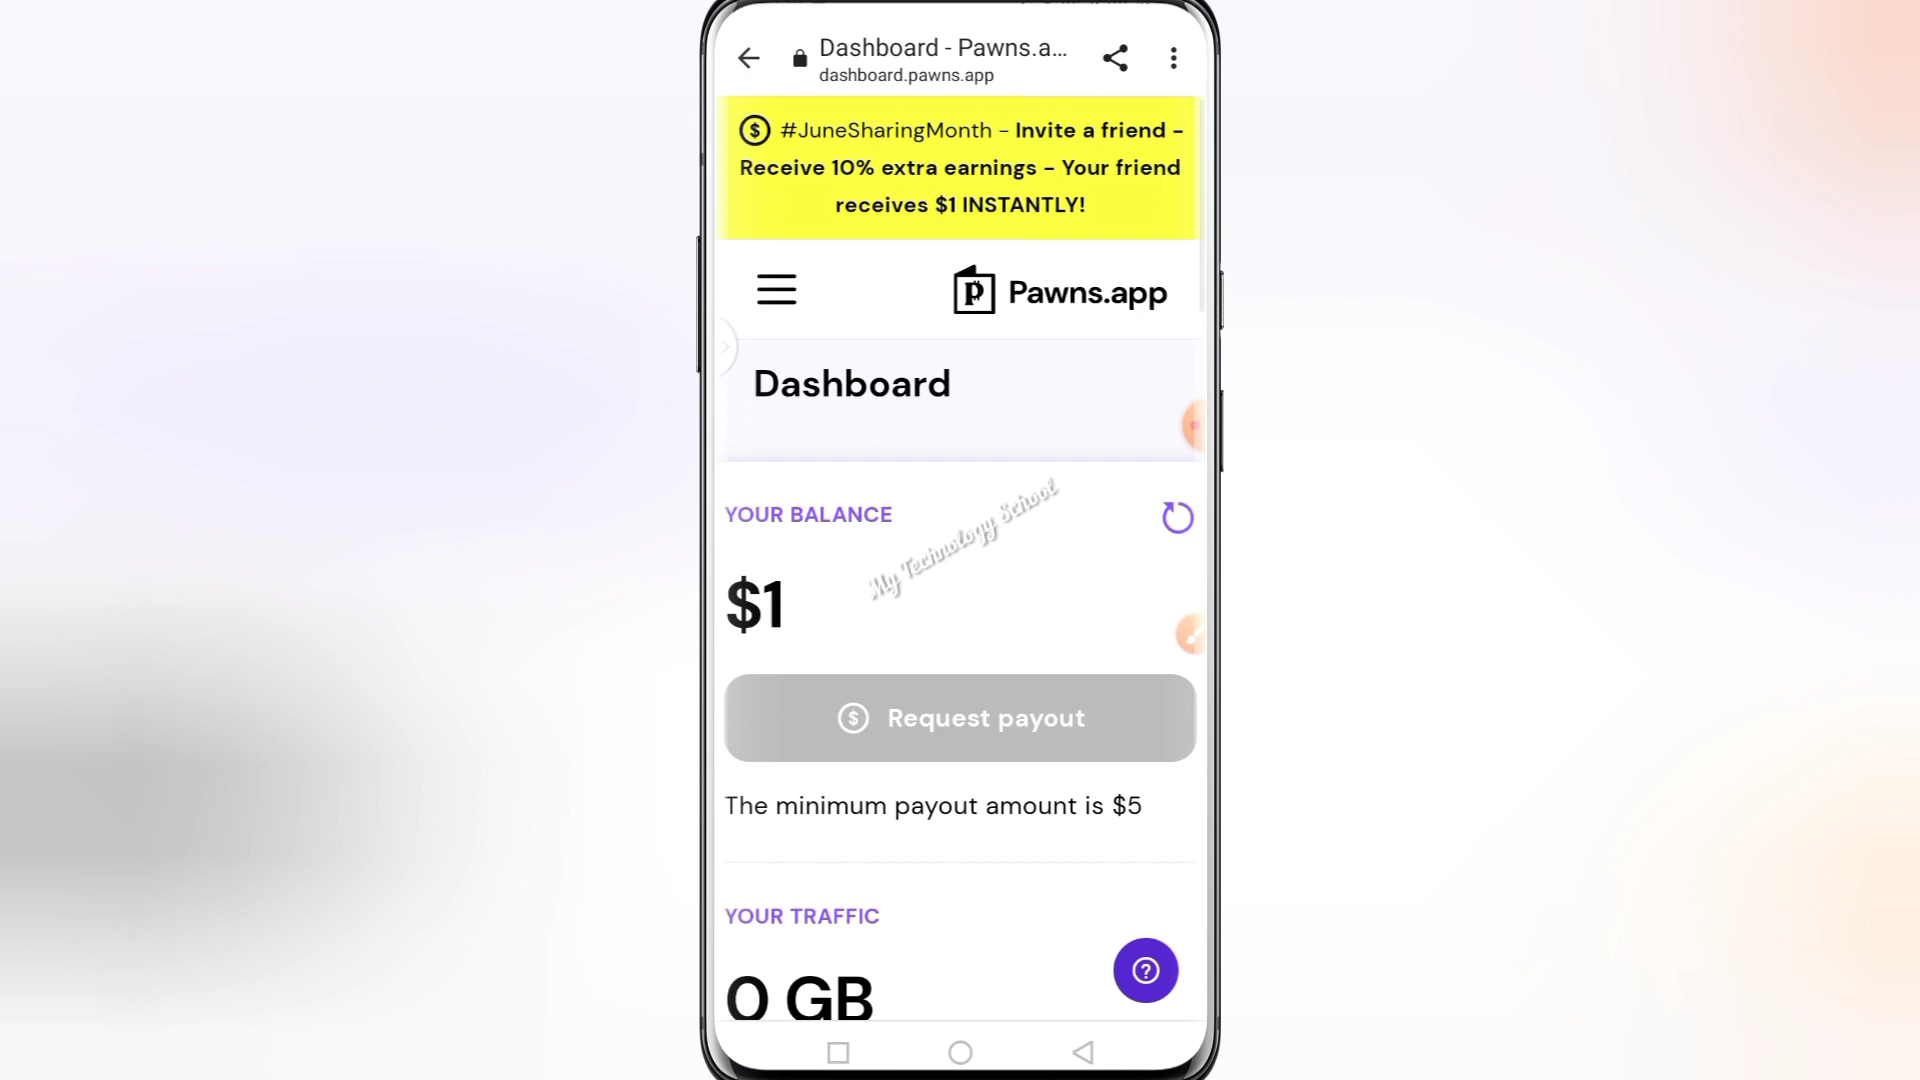 Dashboard - Pawns.a...
dashboard.pawns.app
#JuneSharingMonth - Invite a friend -
Receive 10% extra earnings - Your friend
receives $1 INSTANTLY!
Pawns.app
Dashboard
YOUR BALANCE
My Technology School
$1
Request payout
The minimum payout amount is $5
YOUR TRAFFIC
0 GB